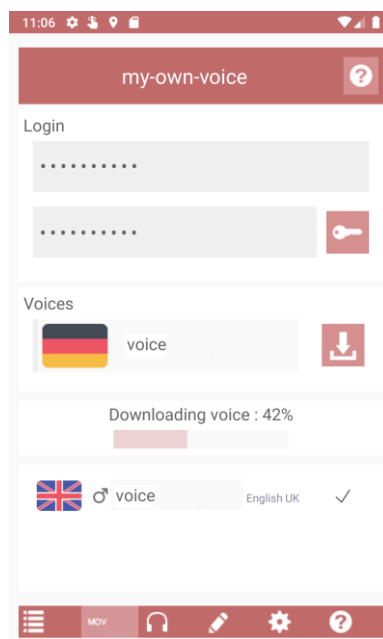 11:06
my-own-voice
Login
••••••••••
••••••••••
Voices
voice
Downloading voice : 42%
voice English UK
MOV